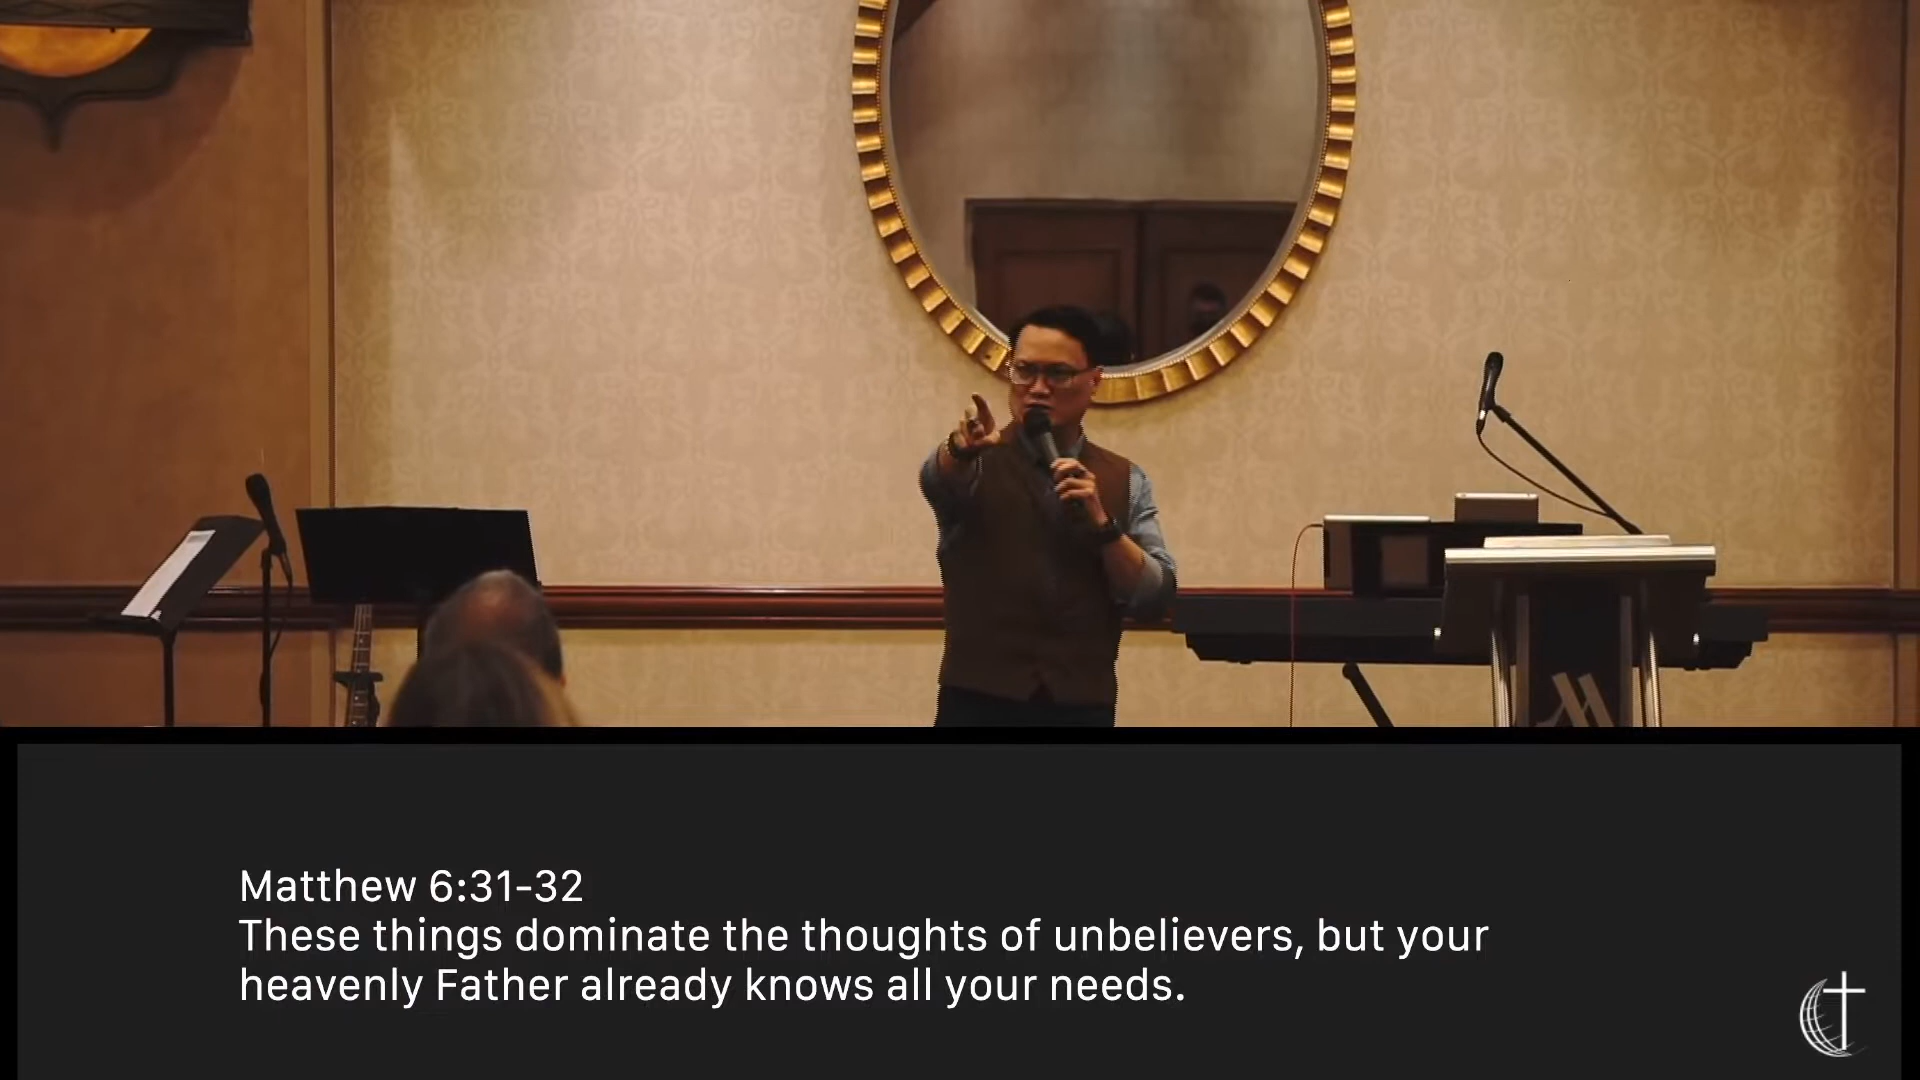 Matthew 6:31-32
These things dominate the thoughts of unbelievers, but your
heavenly Father already knows all your needs.